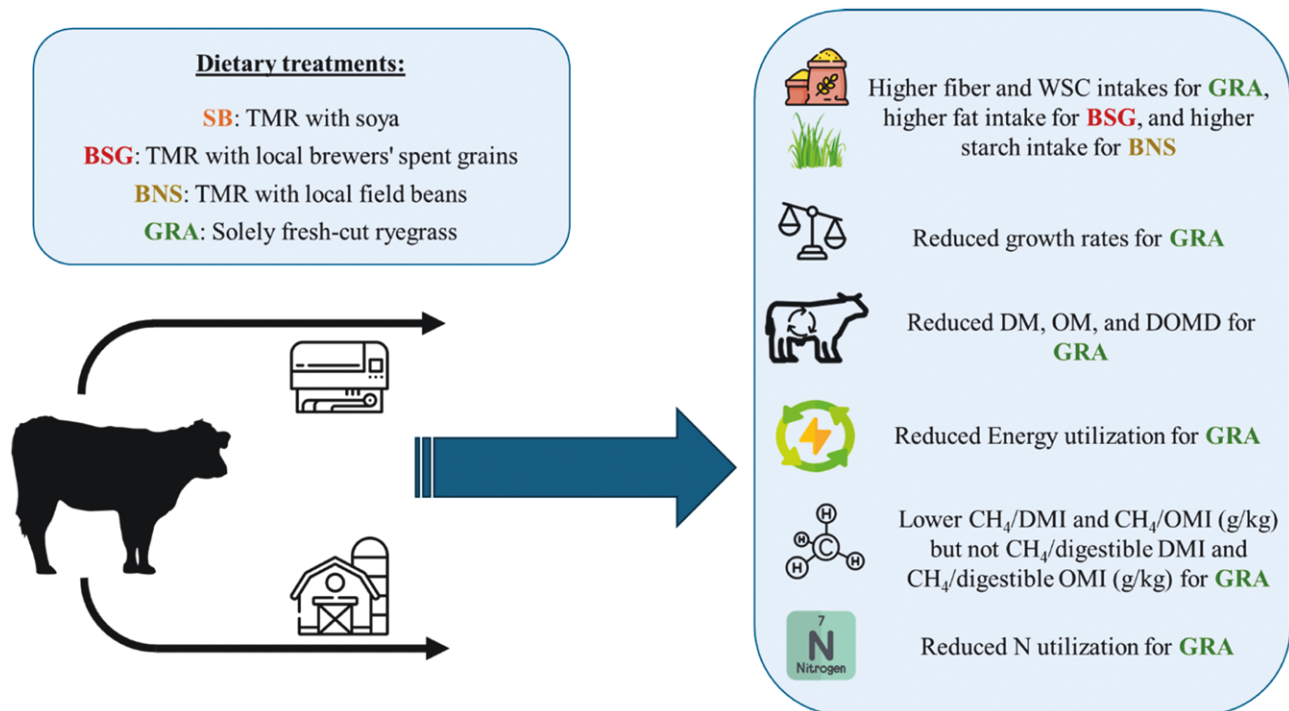 Dietary treatments:
SB: TMR with soya
BSG: TMR with local brewers' spent grains
BNS: TMR with local field beans
GRA: Solely fresh-cut ryegrass
Higher fiber and WSC intakes for GRA,
higher fat intake for BSG, and higher
starch intake for BNS
Reduced growth rates for GRA
Reduced DM, OM, and DOMD for
GRA
Reduced Energy utilization for GRA
H
H
C
H
H
Lower CH₄/DMI and CH₄/OMI (g/kg)
but not CH₄/digestible DMI and
CH₄/digestible OMI (g/kg) for GRA
7
N
Nitrogen
Reduced N utilization for GRA